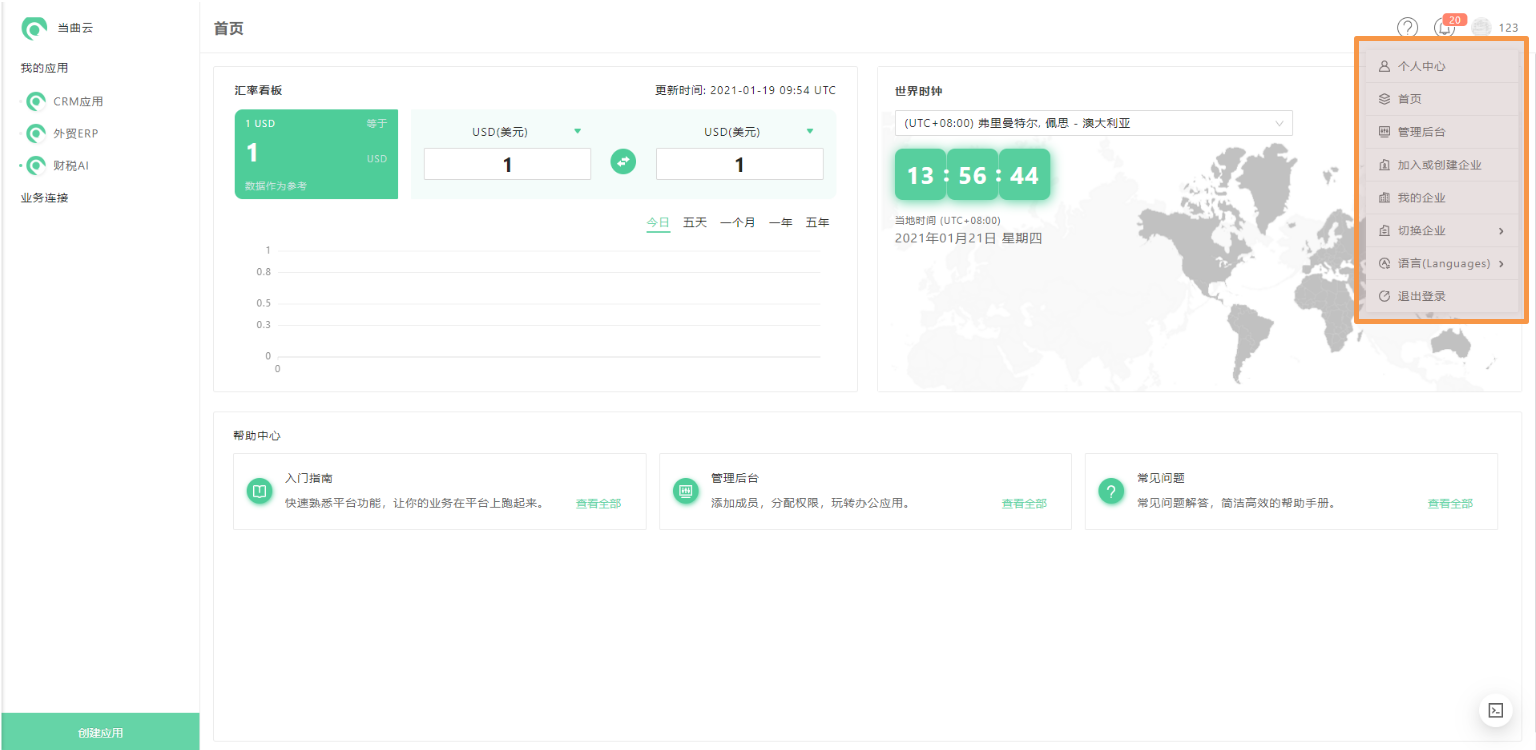 当曲云
我的应用
CRM应用
外贸ERP
财税AI
业务连接
创建应用
首页
20
123
汇率看板
更新时间: 2021-01-19 09:54 UTC
1 USD 等于
1 USD
数据作为参考
USD(美元) USD(美元)
1 1
今日 五天 一个月 一年 五年
1
0.8
0.5
0.3
0
0
世界时钟
(UTC+08:00) 弗里曼特尔, 佩思 - 澳大利亚
13 : 56 : 44
当地时间 (UTC+08:00)
2021年01月21日 星期四
个人中心
首页
管理后台
加入或创建企业
我的企业
切换企业
语言(Languages)
退出登录
帮助中心
入门指南
快速熟悉平台功能，让你的业务在平台上跑起来。 查看全部
管理后台
添加成员，分配权限，玩转办公应用。 查看全部
常见问题
常见问题解答，简洁高效的帮助手册。 查看全部